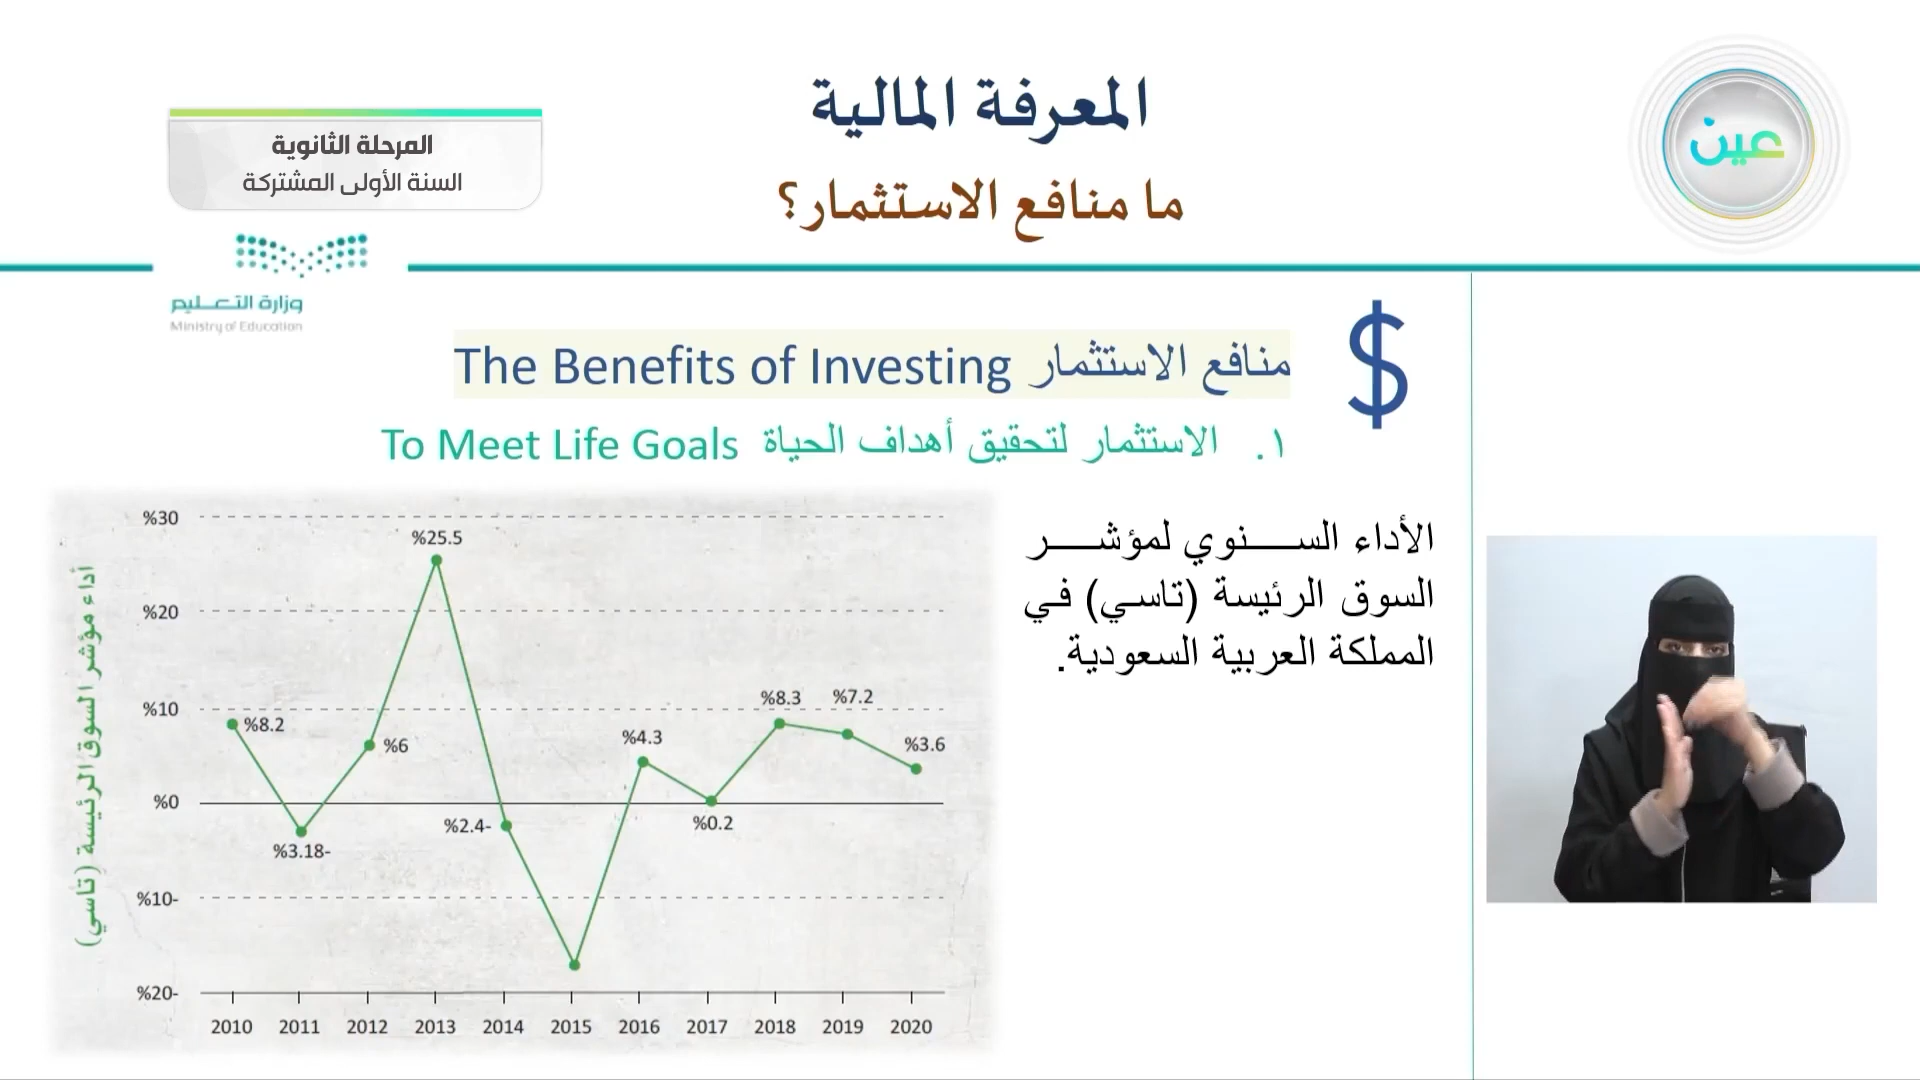 المعرفة المالية
ما منافع الاستثمار؟
المرحلة الثانوية
السنة الأولى المشتركة
عين
وزارة التعليم
Ministry of Education
منافع الاستثمار The Benefits of Investing
$
١. الاستثمار لتحقيق أهداف الحياة To Meet Life Goals
الأداء السنوي لمؤشر
السوق الرئيسة (تاسي) في
المملكة العربية السعودية.
أداء مؤشر السوق الرئيسة (تاسي)
%30
%20
%10
%0
%10-
%20-
%8.2
%3.18-
%6
%25.5
%2.4-
%4.3
%0.2
%8.3
%7.2
%3.6
2010 2011 2012 2013 2014 2015 2016 2017 2018 2019 2020